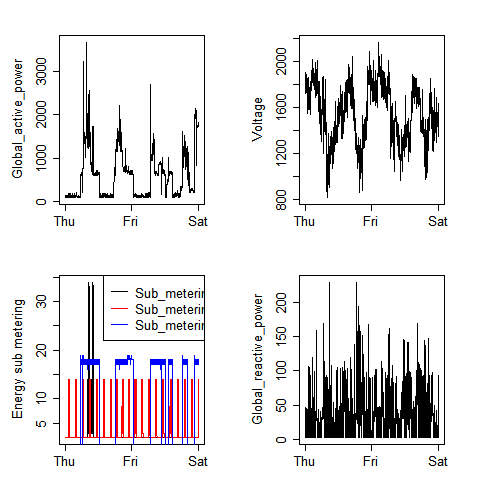 Global_active_power
0 1000 2000 3000
Thu Fri Sat
Voltage
800 1200 1600 2000
Thu Fri Sat
Energy sub metering
5 10 20 30
Sub_meterin
Sub_meterin
Sub_meterin
Thu Fri Sat
Global_reactive_power
0 50 100 150 200
Thu Fri Sat